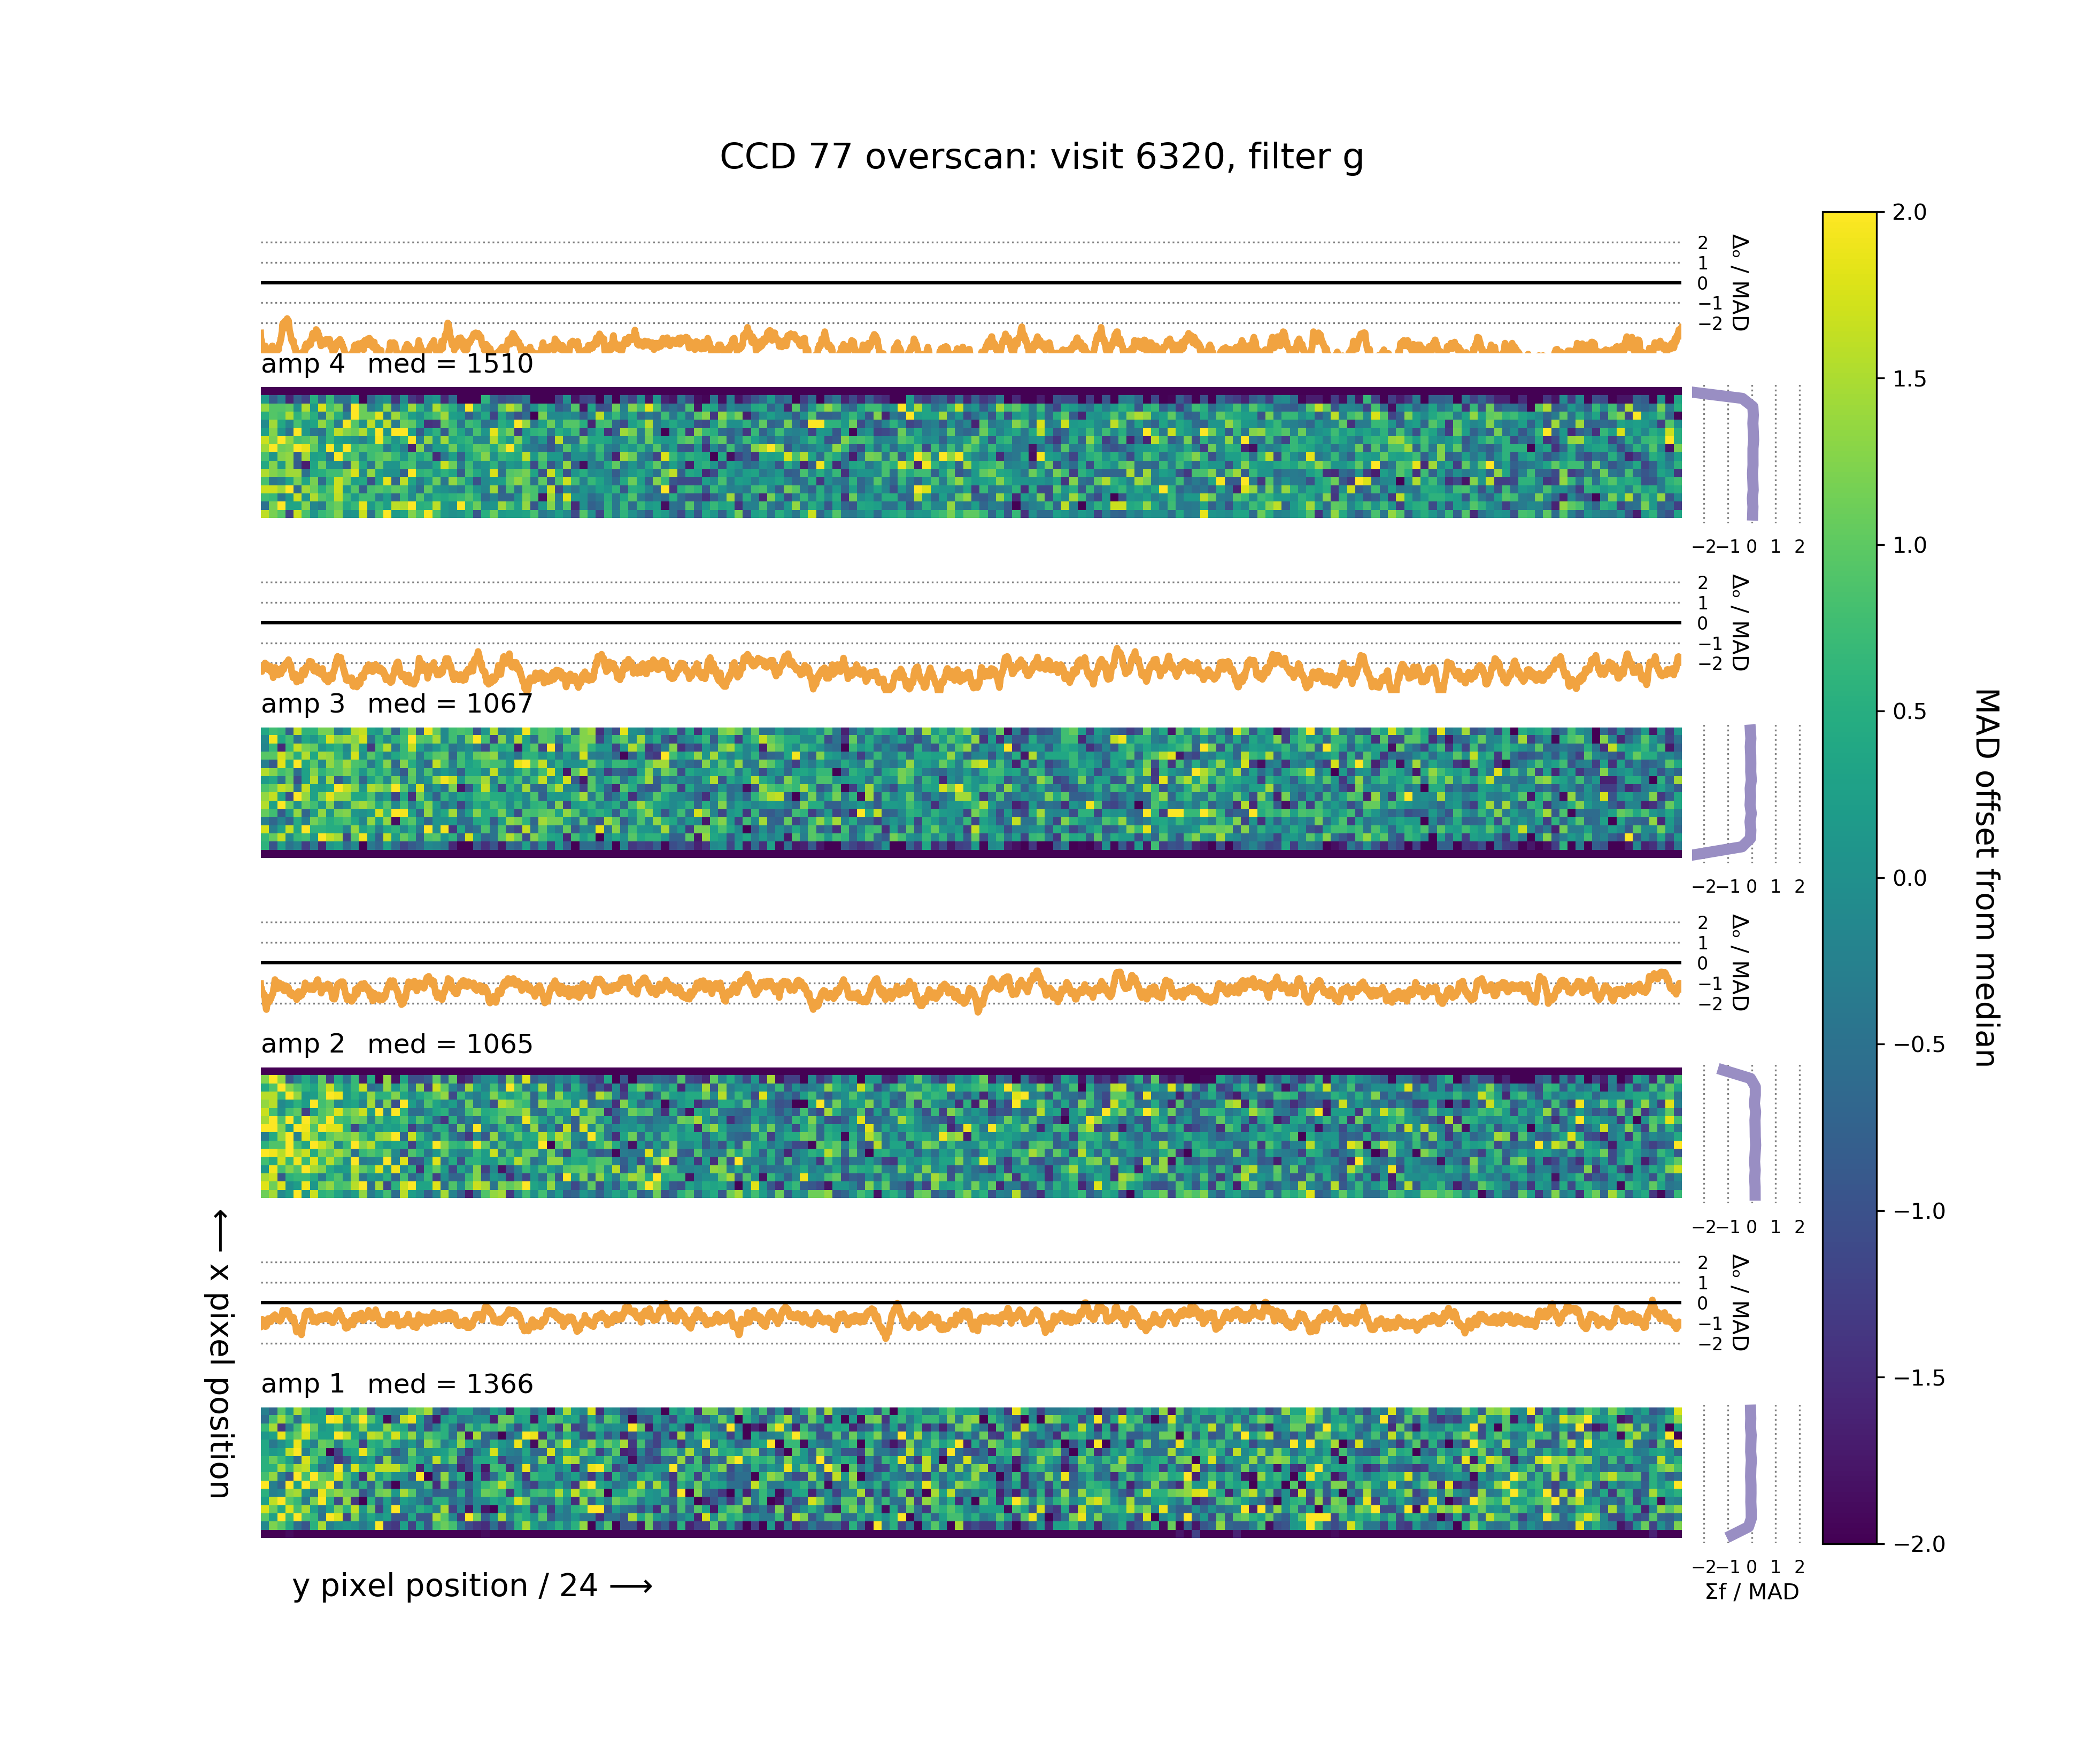 CCD 77 overscan: visit 6320, filter g
2
1
0
−1
−2
Δₒ / MAD
amp 4 med = 1510
−2 −1 0 1 2
2
1
0
−1
−2
Δₒ / MAD
amp 3 med = 1067
−2 −1 0 1 2
2
1
0
−1
−2
Δₒ / MAD
amp 2 med = 1065
−2 −1 0 1 2
2
1
0
−1
−2
Δₒ / MAD
amp 1 med = 1366
−2 −1 0 1 2
Σf / MAD
y pixel position / 24 ⟶
⟵ x pixel position
2.0
1.5
1.0
0.5
0.0
−0.5
−1.0
−1.5
−2.0
MAD offset from median